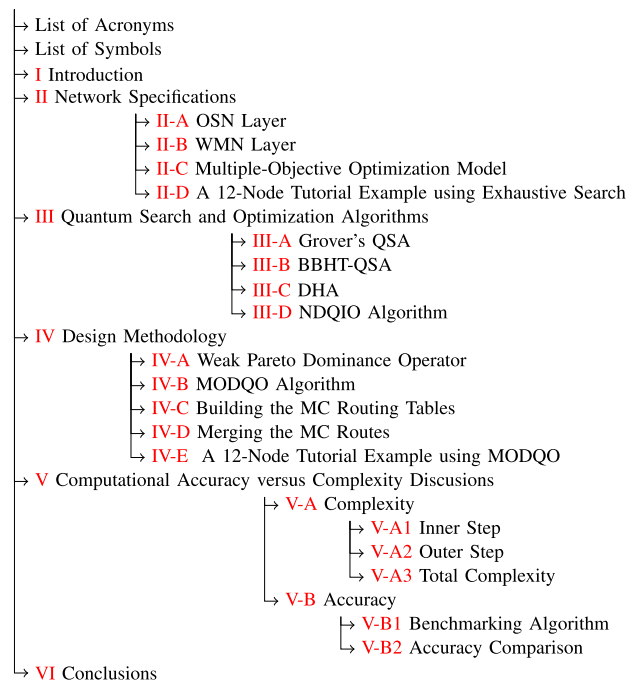 List of Acronyms
List of Symbols
I Introduction
II Network Specifications
II-A OSN Layer
II-B WMN Layer
II-C Multiple-Objective Optimization Model
II-D A 12-Node Tutorial Example using Exhaustive Search
III Quantum Search and Optimization Algorithms
III-A Grover's QSA
III-B BBHT-QSA
III-C DHA
III-D NDQIO Algorithm
IV Design Methodology
IV-A Weak Pareto Dominance Operator
IV-B MODQO Algorithm
IV-C Building the MC Routing Tables
IV-D Merging the MC Routes
IV-E A 12-Node Tutorial Example using MODQO
V Computational Accuracy versus Complexity Discusions
V-A Complexity
V-A1 Inner Step
V-A2 Outer Step
V-A3 Total Complexity
V-B Accuracy
V-B1 Benchmarking Algorithm
V-B2 Accuracy Comparison
VI Conclusions